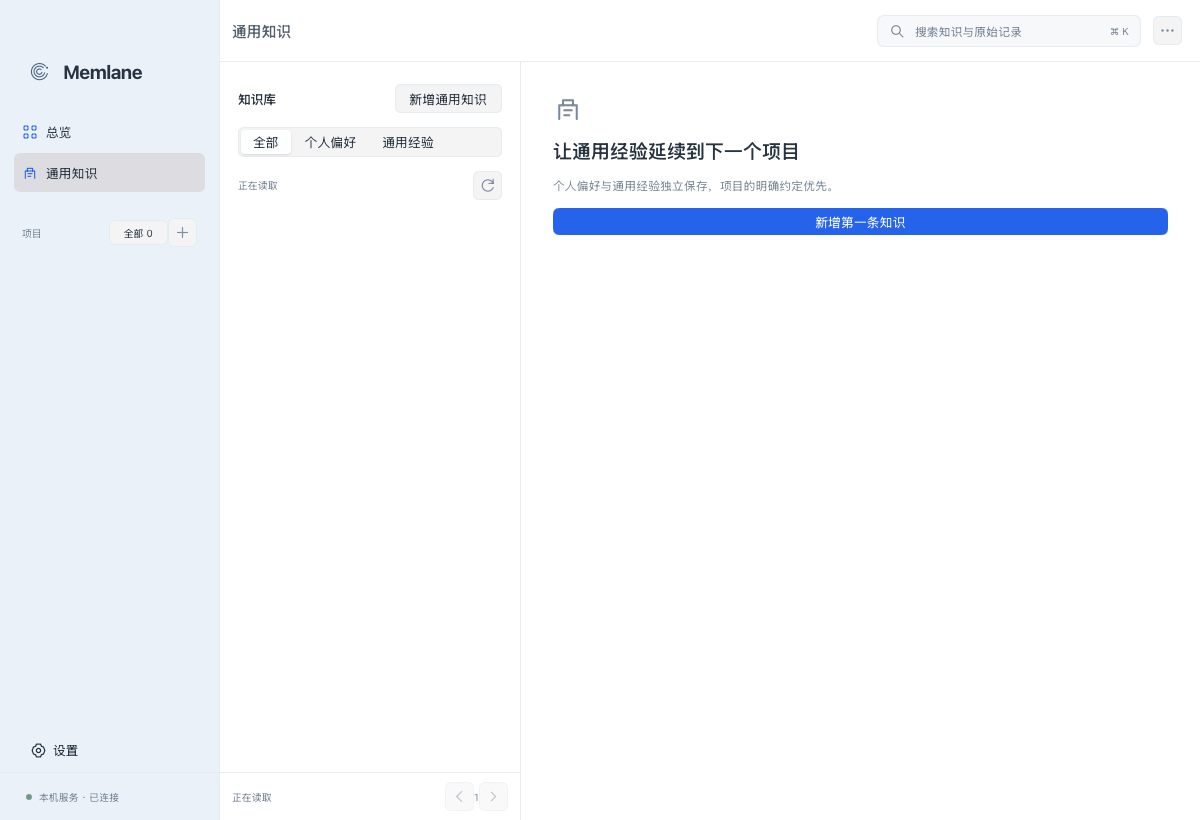 Memlane
总览
通用知识
项目
全部 0
设置
本机服务 · 已连接
通用知识
搜索知识与原始记录
⌘ K
知识库
新增通用知识
全部
个人偏好
通用经验
正在读取
正在读取
1
让通用经验延续到下一个项目
个人偏好与通用经验独立保存，项目的明确约定优先。
新增第一条知识